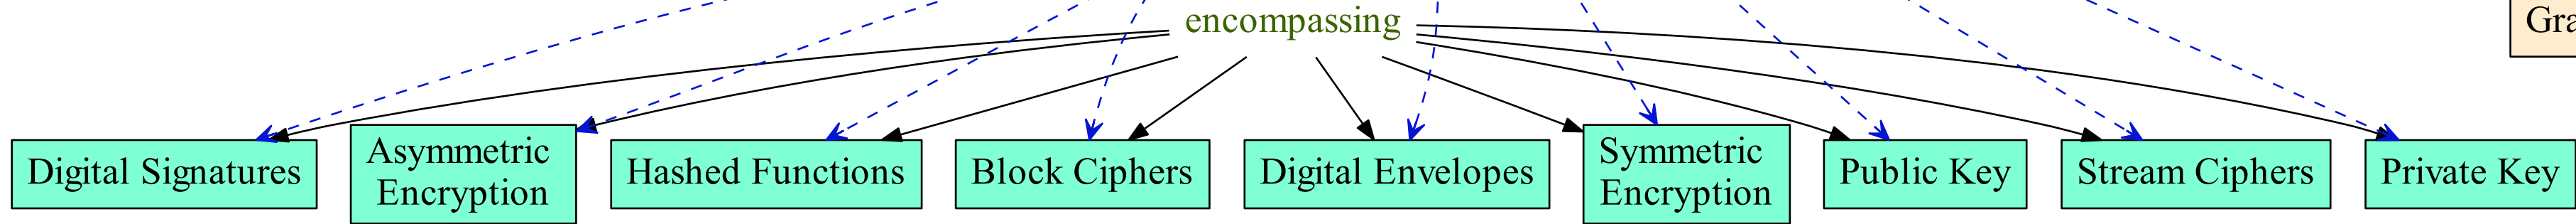 encompassing
Gra
Digital Signatures
Asymmetric
Encryption
Hashed Functions
Block Ciphers
Digital Envelopes
Symmetric
Encryption
Public Key
Stream Ciphers
Private Key